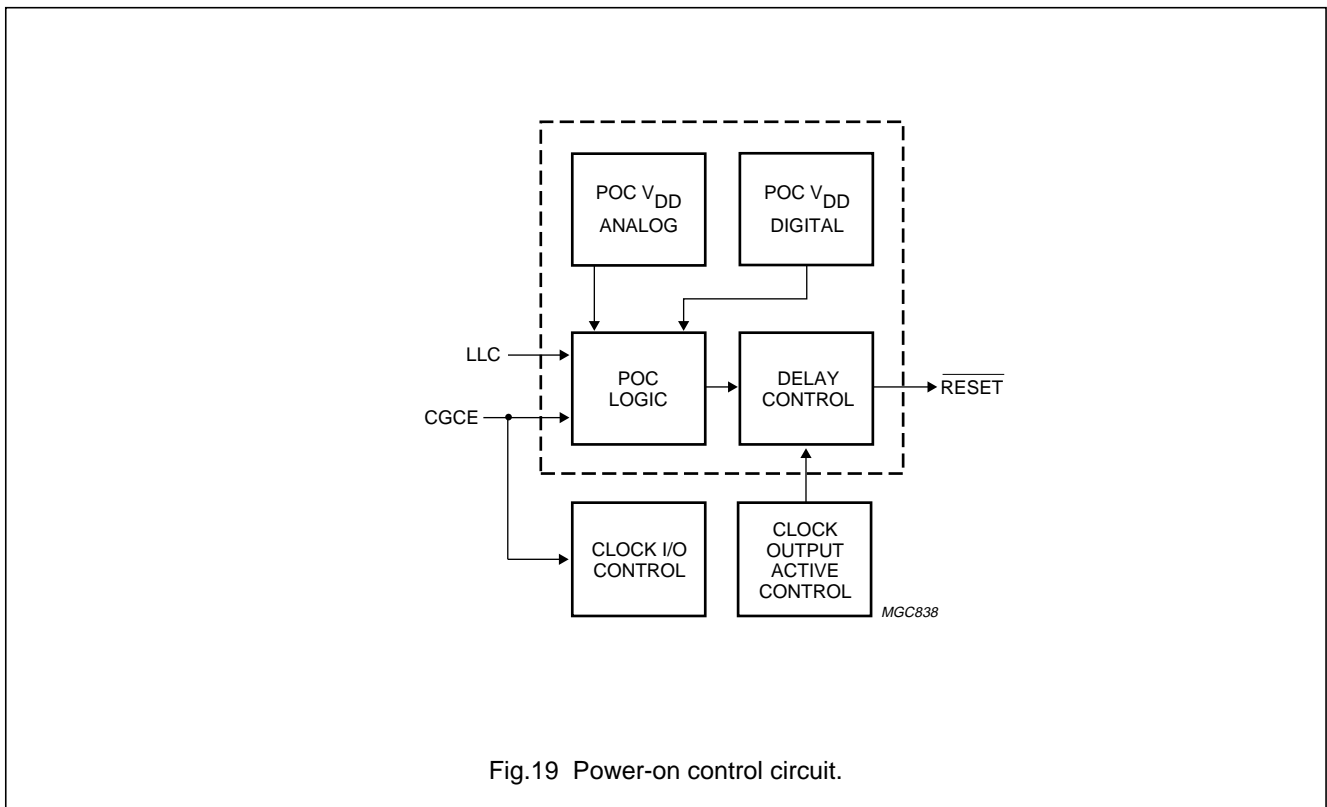 POC VDD
ANALOG
POC VDD
DIGITAL
LLC
CGCE
POC
LOGIC
DELAY
CONTROL
RESET
CLOCK I/O
CONTROL
CLOCK
OUTPUT
ACTIVE
CONTROL
MGC838
Fig.19 Power-on control circuit.